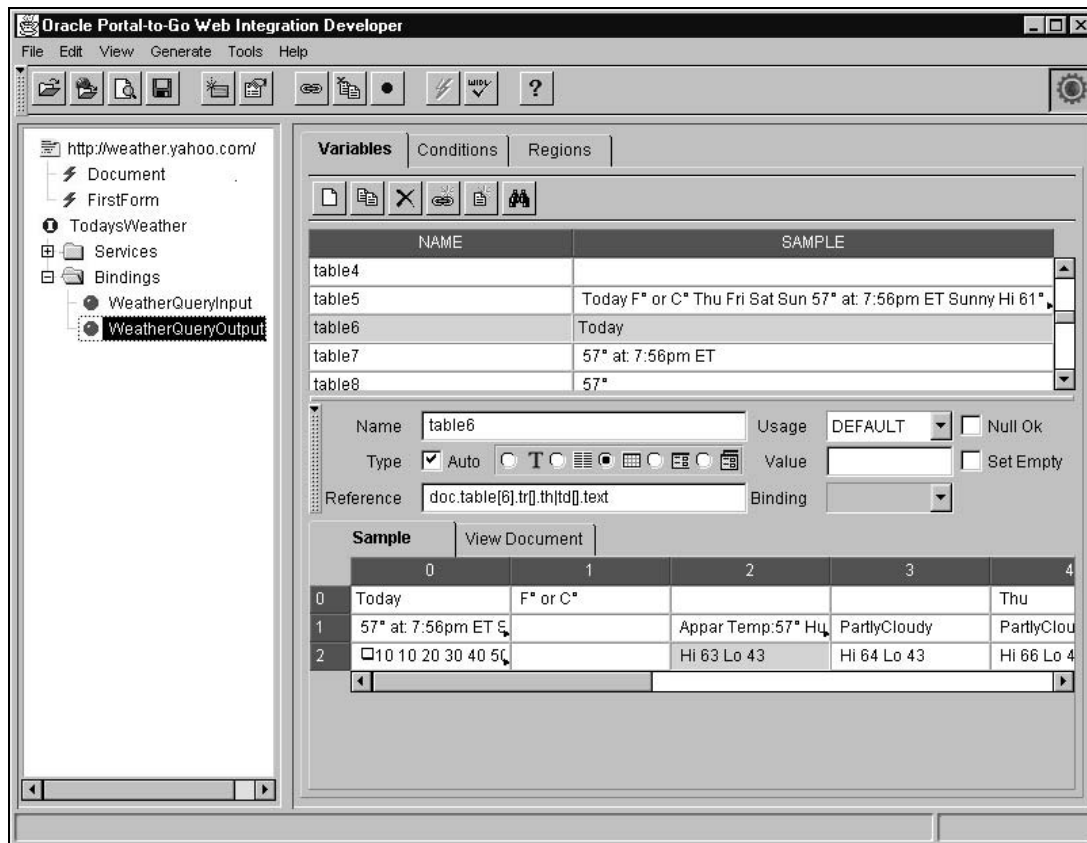 Oracle Portal-to-Go Web Integration Developer
File Edit View Generate Tools Help
WIDL
?
http://weather.yahoo.com/
Document
FirstForm
TodaysWeather
Services
Bindings
WeatherQueryInput
WeatherQueryOutput
Variables Conditions Regions
NAME SAMPLE
table4
table5 Today F° or C° Thu Fri Sat Sun 57° at: 7:56pm ET Sunny Hi 61°
table6 Today
table7 57° at: 7:56pm ET
table8 57°
Name table6 Usage DEFAULT Null Ok
Type Auto T Value Set Empty
Reference doc.table[6].tr[].th|td[].text Binding
Sample View Document
0 1 2 3 4
0 Today F° or C° Thu
1 57° at: 7:56pm ET S Appar Temp:57° Hu PartlyCloudy PartlyClou
2 10 10 20 30 40 50 Hi 63 Lo 43 Hi 64 Lo 43 Hi 66 Lo 4